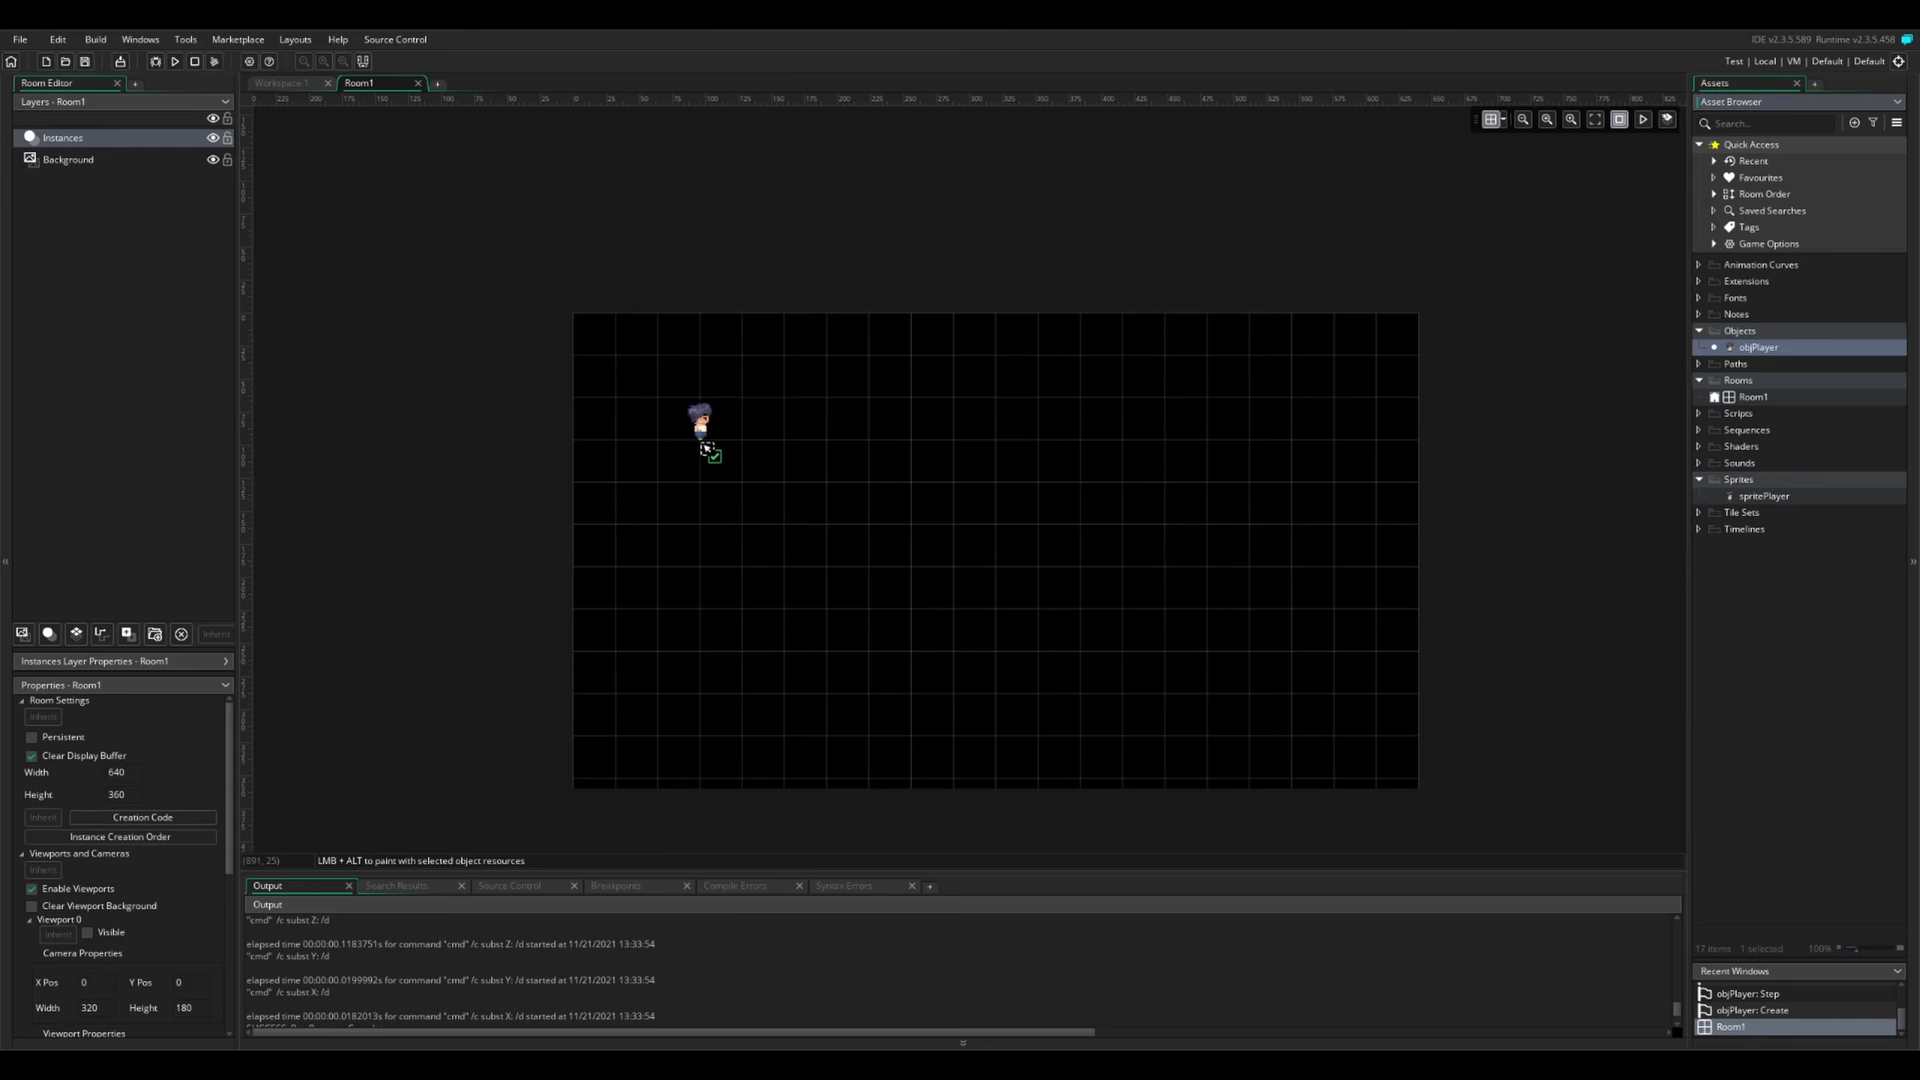 File Edit Build Windows Tools Marketplace Layouts Help Source Control
IDE v2.3.5.589 Runtime v2.3.5.458
Test | Local | VM | Default | Default
Room Editor
Workspace 1
Room1
Assets
Layers - Room1
Asset Browser
Search...
Instances
Background
Quick Access
Recent
Favourites
Room Order
Saved Searches
Tags
Game Options
Animation Curves
Extensions
Fonts
Notes
Objects
objPlayer
Paths
Rooms
Room1
Scripts
Sequences
Shaders
Sounds
Sprites
spritePlayer
Tile Sets
Timelines
Inherit
Instances Layer Properties - Room1
Properties - Room1
Room Settings
Inherit
Persistent
Clear Display Buffer
Width 640
Height 360
Inherit Creation Code
Instance Creation Order
Viewports and Cameras
Inherit
Enable Viewports
Clear Viewport Background
Viewport 0
Inherit Visible
Camera Properties
X Pos 0 Y Pos 0
Width 320 Height 180
Viewport Properties
(891, 25) LMB + ALT to paint with selected object resources
Output Search Results Source Control Breakpoints Compile Errors Syntax Errors
Output
"cmd" /c subst Z: /d
elapsed time 00:00:00.1183751s for command "cmd" /c subst Z: /d started at 11/21/2021 13:33:54
"cmd" /c subst Y: /d
elapsed time 00:00:00.0199992s for command "cmd" /c subst Y: /d started at 11/21/2021 13:33:54
"cmd" /c subst X: /d
elapsed time 00:00:00.0182013s for command "cmd" /c subst X: /d started at 11/21/2021 13:33:54
17 items 1 selected 100%
Recent Windows
objPlayer: Step
objPlayer: Create
Room1